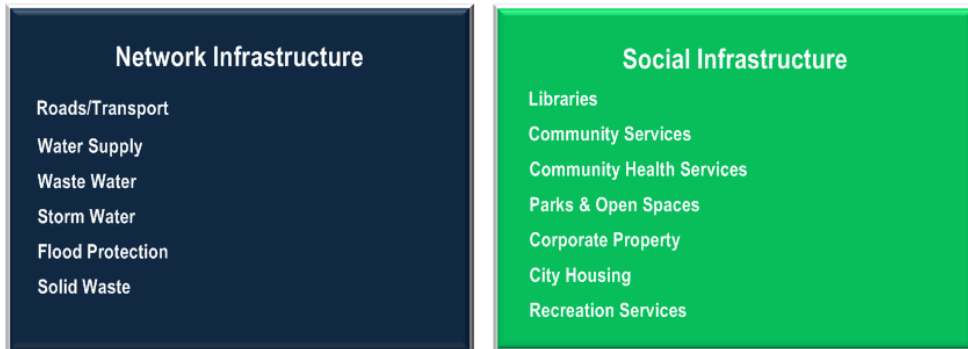 Network Infrastructure
Roads/Transport
Water Supply
Waste Water
Storm Water
Flood Protection
Solid Waste
Social Infrastructure
Libraries
Community Services
Community Health Services
Parks & Open Spaces
Corporate Property
City Housing
Recreation Services